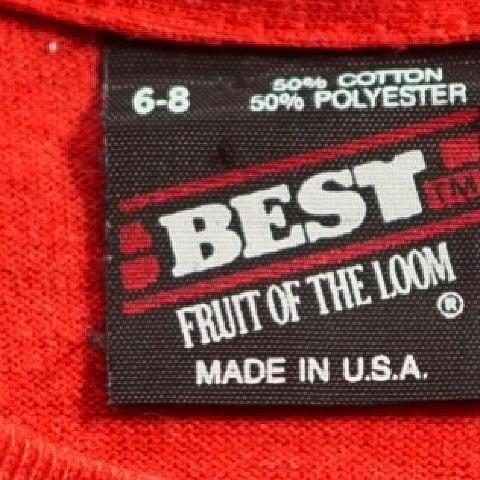 6-8
50% COTTON
50% POLYESTER
BEST TM
FRUIT OF THE LOOM ®
MADE IN U.S.A.